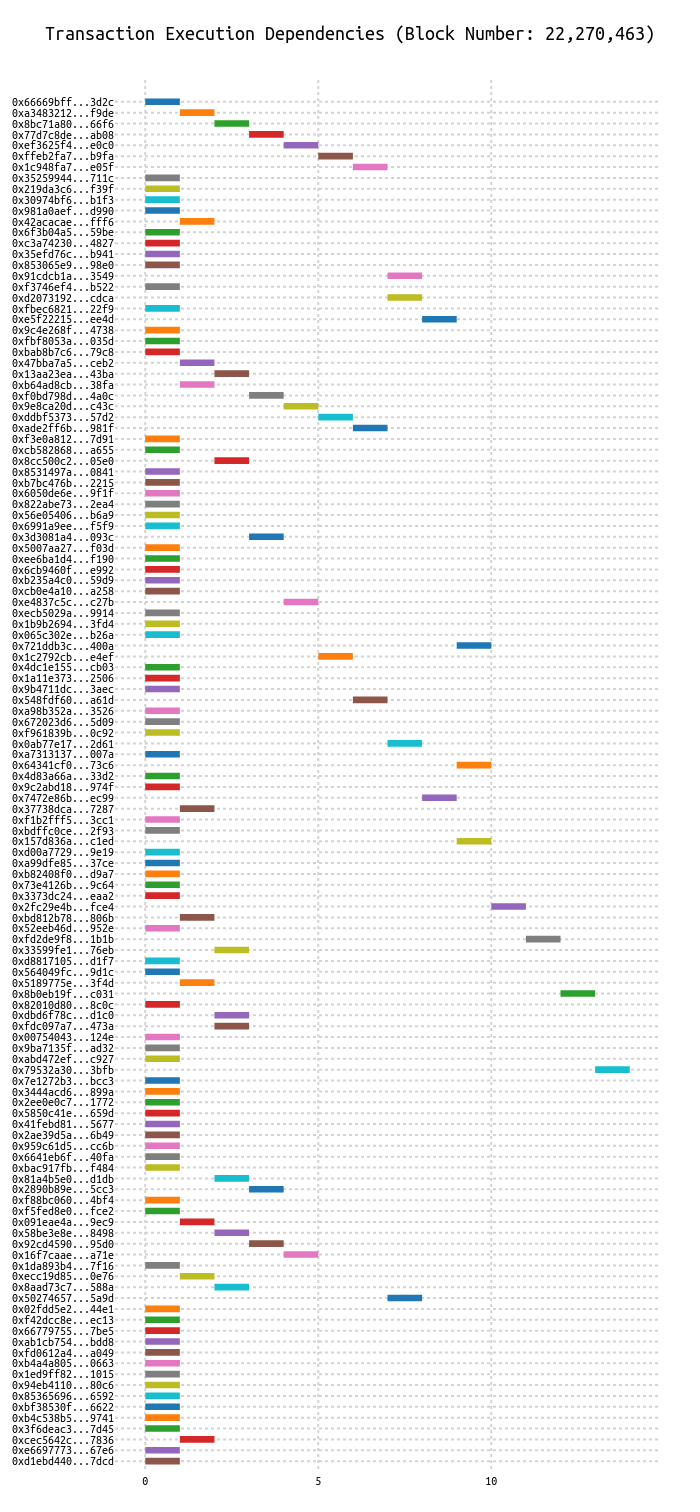 Transaction Execution Dependencies (Block Number: 22,270,463)
0x66669bff...3d2c
0xa3483212...f9de
0x8bc71a80...66f6
0x77d7c8de...ab08
0xef3625f4...e0c0
0xffeb2fa7...b9fa
0x1c948fa7...e05f
0x35259944...711c
0x219da3c6...f39f
0x30974bf6...b1f3
0x981a0aef...d990
0x42acacae...fff6
0x6f3b04a5...59be
0xc3a74230...4827
0x35efd76c...b941
0x853065e9...98e0
0x91cdcb1a...3549
0xf3746ef4...b522
0xd2073192...cdca
0xfbec6821...22f9
0xe5f22215...ee4d
0x9c4e268f...4738
0xfbf8053a...035d
0xbab8b7c6...79c8
0x47bba7a5...ceb2
0x13aa23ea...43ba
0xb64ad8cb...38fa
0xf0bd798d...4a0c
0x9e8ca20d...c43c
0xddbf5373...57d2
0xade2ff6b...981f
0xf3e0a812...7d91
0xcb582868...a655
0x8cc500c2...05e0
0x8531497a...0841
0xb7bc476b...2215
0x6050de6e...9f1f
0x822abe73...2ea4
0x56e05406...b6a9
0x6991a9ee...f5f9
0x3d3081a4...093c
0x5007aa27...f03d
0xee6ba1d4...f190
0x6cb9460f...e992
0xb235a4c0...59d9
0xcb0e4a10...a258
0xe4837c5c...c27b
0xecb5029a...9914
0x1b9b2694...3fd4
0x065c302e...b26a
0x721ddb3c...400a
0x1c2792cb...e4ef
0x4dc1e155...cb03
0x1a11e373...2506
0x9b4711dc...3aec
0x548fdf60...a61d
0xa98b352a...3526
0x672023d6...5d09
0xf961839b...0c92
0x0ab77e17...2d61
0xa7313137...007a
0x64341cf0...73c6
0x4d83a66a...33d2
0x9c2abd18...974f
0x7472e86b...ec99
0x37738dca...7287
0xf1b2fff5...3cc1
0xbdffc0ce...2f93
0x157d836a...c1ed
0xd00a7729...9e19
0xa99dfe85...37ce
0xb82408f0...d9a7
0x73e4126b...9c64
0x3373dc24...eaa2
0x2fc29e4b...fce4
0xbd812b78...806b
0x52eeb46d...952e
0xfd2de9f8...1b1b
0x33599fe1...76eb
0xd8817105...d1f7
0x564049fc...9d1c
0x5189775e...3f4d
0x8b0eb19f...c031
0x82010d80...8c0c
0xdbd6f78c...d1c0
0xfdc097a7...473a
0x00754043...124e
0x9ba7135f...ad32
0xabd472ef...c927
0x79532a30...3bfb
0x7e1272b3...bcc3
0x3444acd6...899a
0x2ee0e0c7...1772
0x5850c41e...659d
0x41febd81...5677
0x2ae39d5a...6b49
0x959c61d5...cc6b
0x6641eb6f...40fa
0xbac917fb...f484
0x81a4b5e0...d1db
0x2890b89e...5cc3
0xf88bc060...4bf4
0xf5fed8e0...fce2
0x091eae4a...9ec9
0x58be3e8e...8498
0x92cd4590...95d0
0x16f7caae...a71e
0x1da893b4...7f16
0xecc19d85...0e76
0x8aad73c7...588a
0x50274657...5a9d
0x02fdd5e2...44e1
0xf42dcc8e...ec13
0x66779755...7be5
0xab1cb754...bdd8
0xfd0612a4...a049
0xb4a4a805...0663
0x1ed9ff82...1015
0x94eb4110...80c6
0x85365696...6592
0xbf38530f...6622
0xb4c538b5...9741
0x3f6deac3...7d45
0xcec5642c...7836
0xe6697773...67e6
0xd1ebd440...7dcd
0 5 10